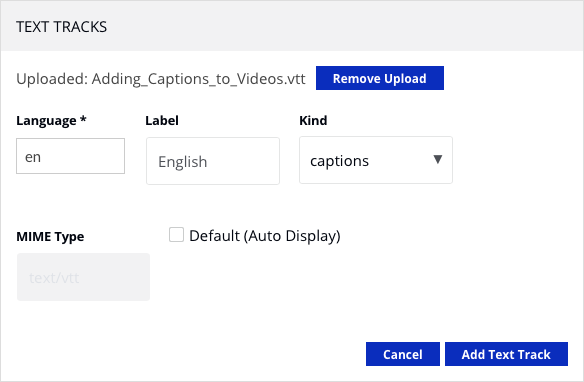 TEXT TRACKS
Uploaded: Adding_Captions_to_Videos.vtt Remove Upload
Language * Label Kind
en English captions
MIME Type Default (Auto Display)
text/vtt
Cancel Add Text Track